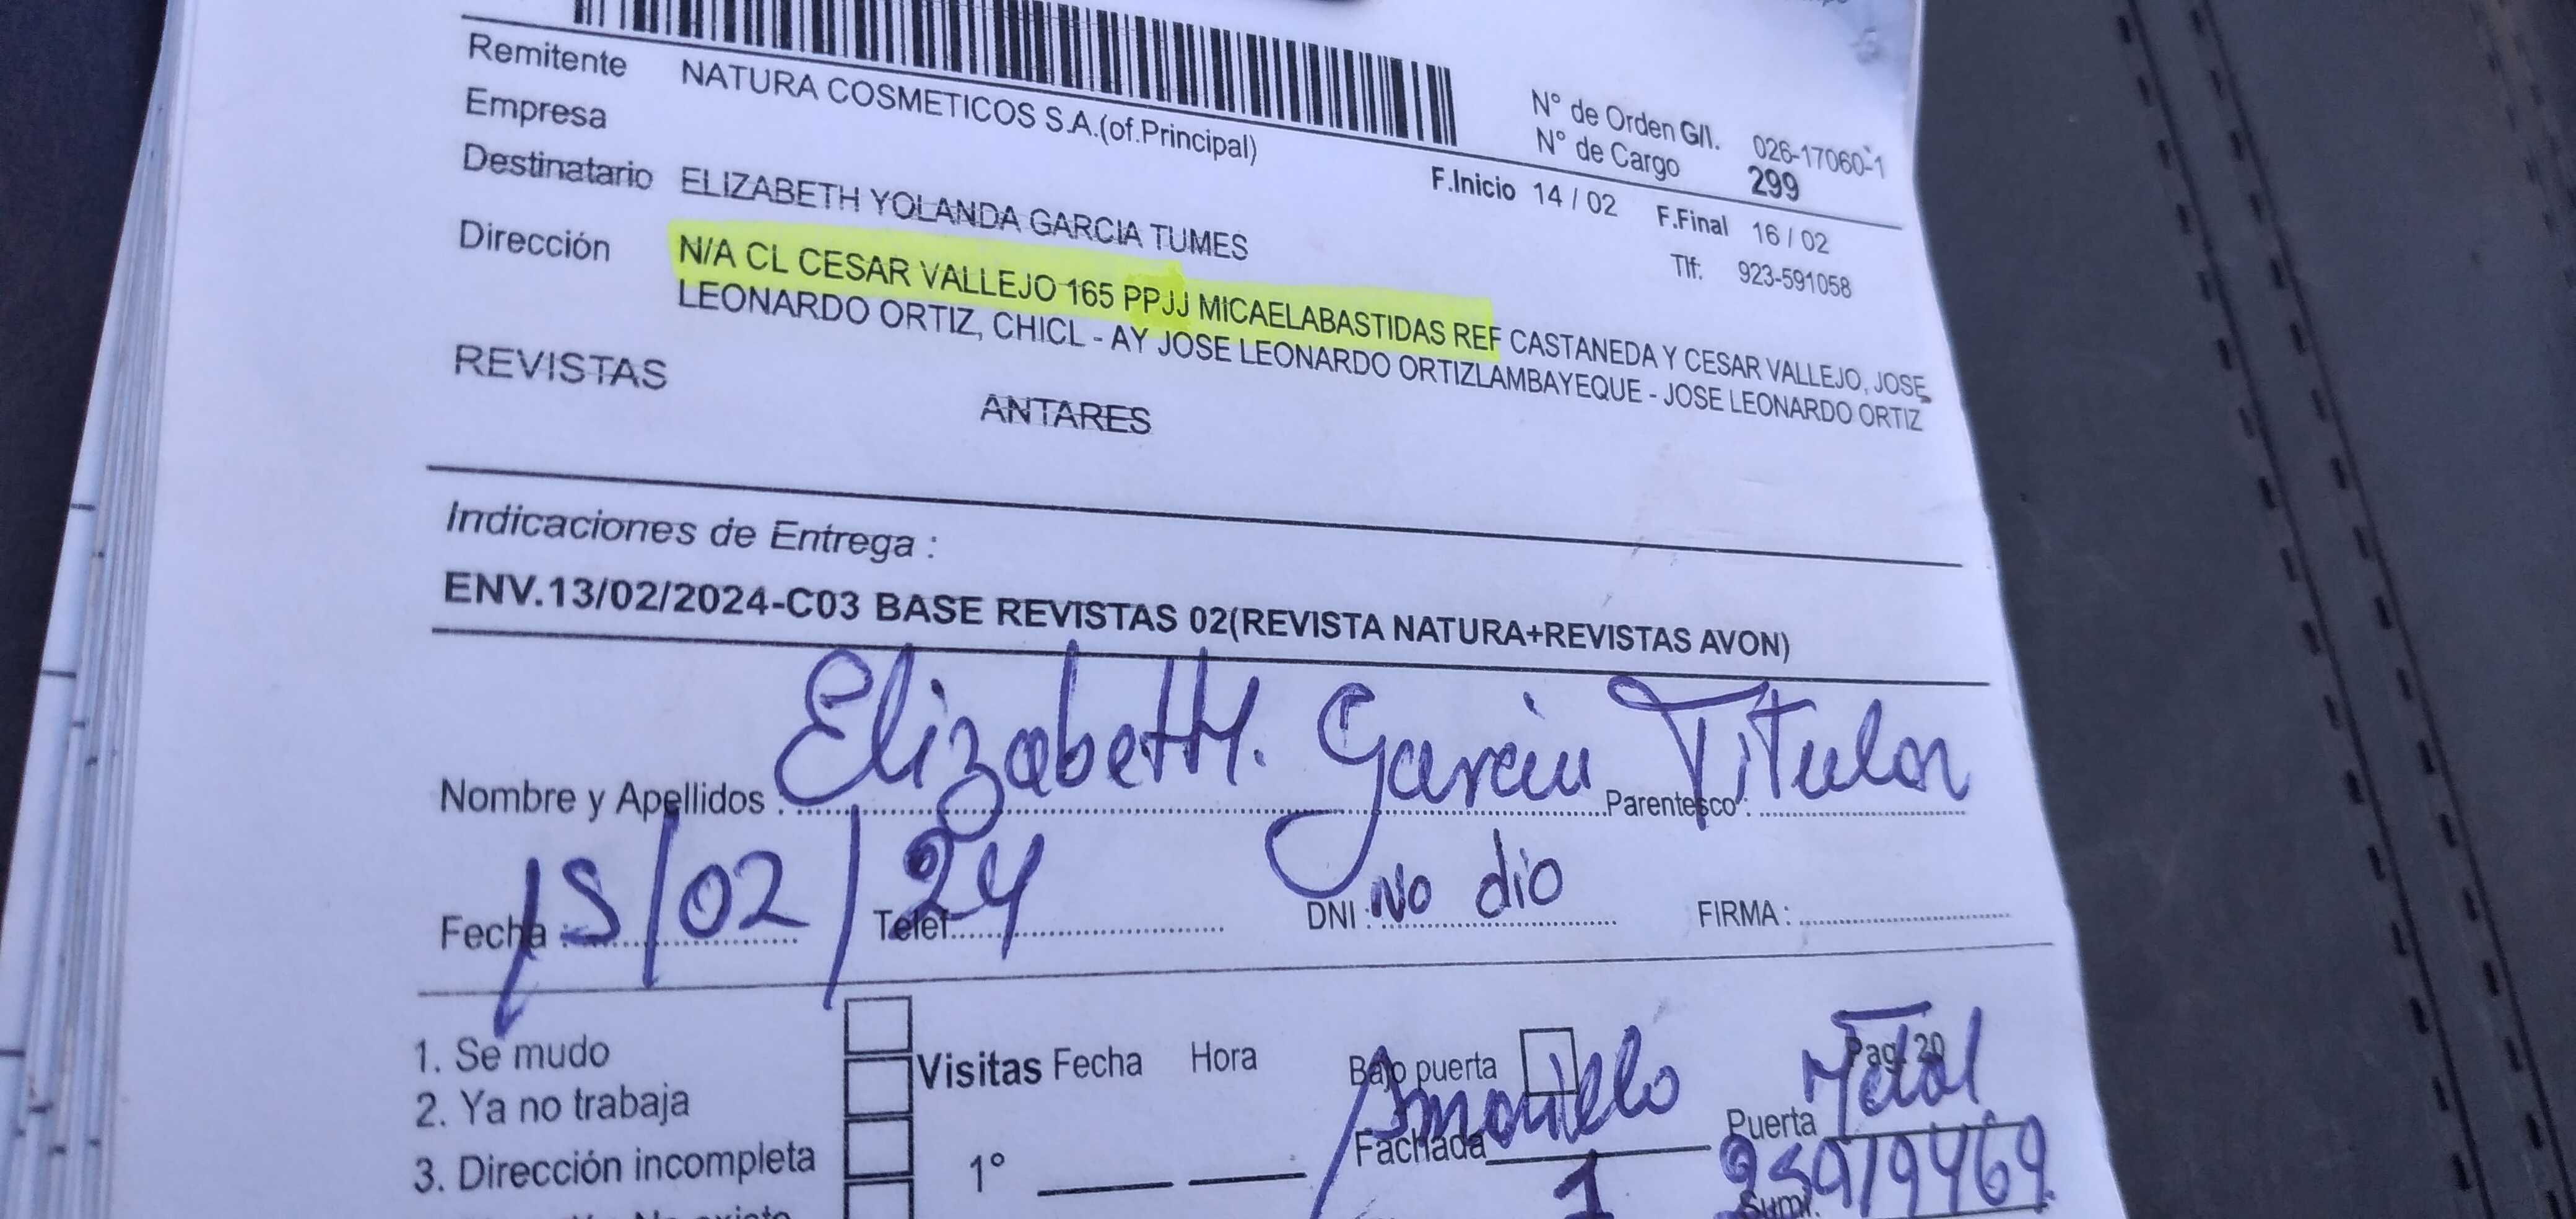 Remitente NATURA COSMETICOS S.A.(of.Principal)
Empresa
N° de Orden G/I. 026-17060-1
N° de Cargo 299
Destinatario ELIZABETH YOLANDA GARCIA TUMES
F.Inicio 14 / 02 F.Final 16 / 02
Tlf: 923-591058
Dirección N/A CL CESAR VALLEJO 165 PPJJ MICAELABASTIDAS REF CASTANEDA Y CESAR VALLEJO, JOSE
LEONARDO ORTIZ, CHICL - AY JOSE LEONARDO ORTIZLAMBAYEQUE - JOSE LEONARDO ORTIZ
REVISTAS
ANTARES
Indicaciones de Entrega :
ENV.13/02/2024-C03 BASE REVISTAS 02(REVISTA NATURA+REVISTAS AVON)
Nombre y Apellidos : Elizabeth. Garcia Parentesco : Titular
Fecha : 15/02/24 Telef. DNI : No dio FIRMA :
1. Se mudo
2. Ya no trabaja
3. Dirección incompleta
Visitas Fecha Hora
1°
Bajo puerta
Pag. 20
Fachada Amarillo Puerta Metal
1
Sumi.